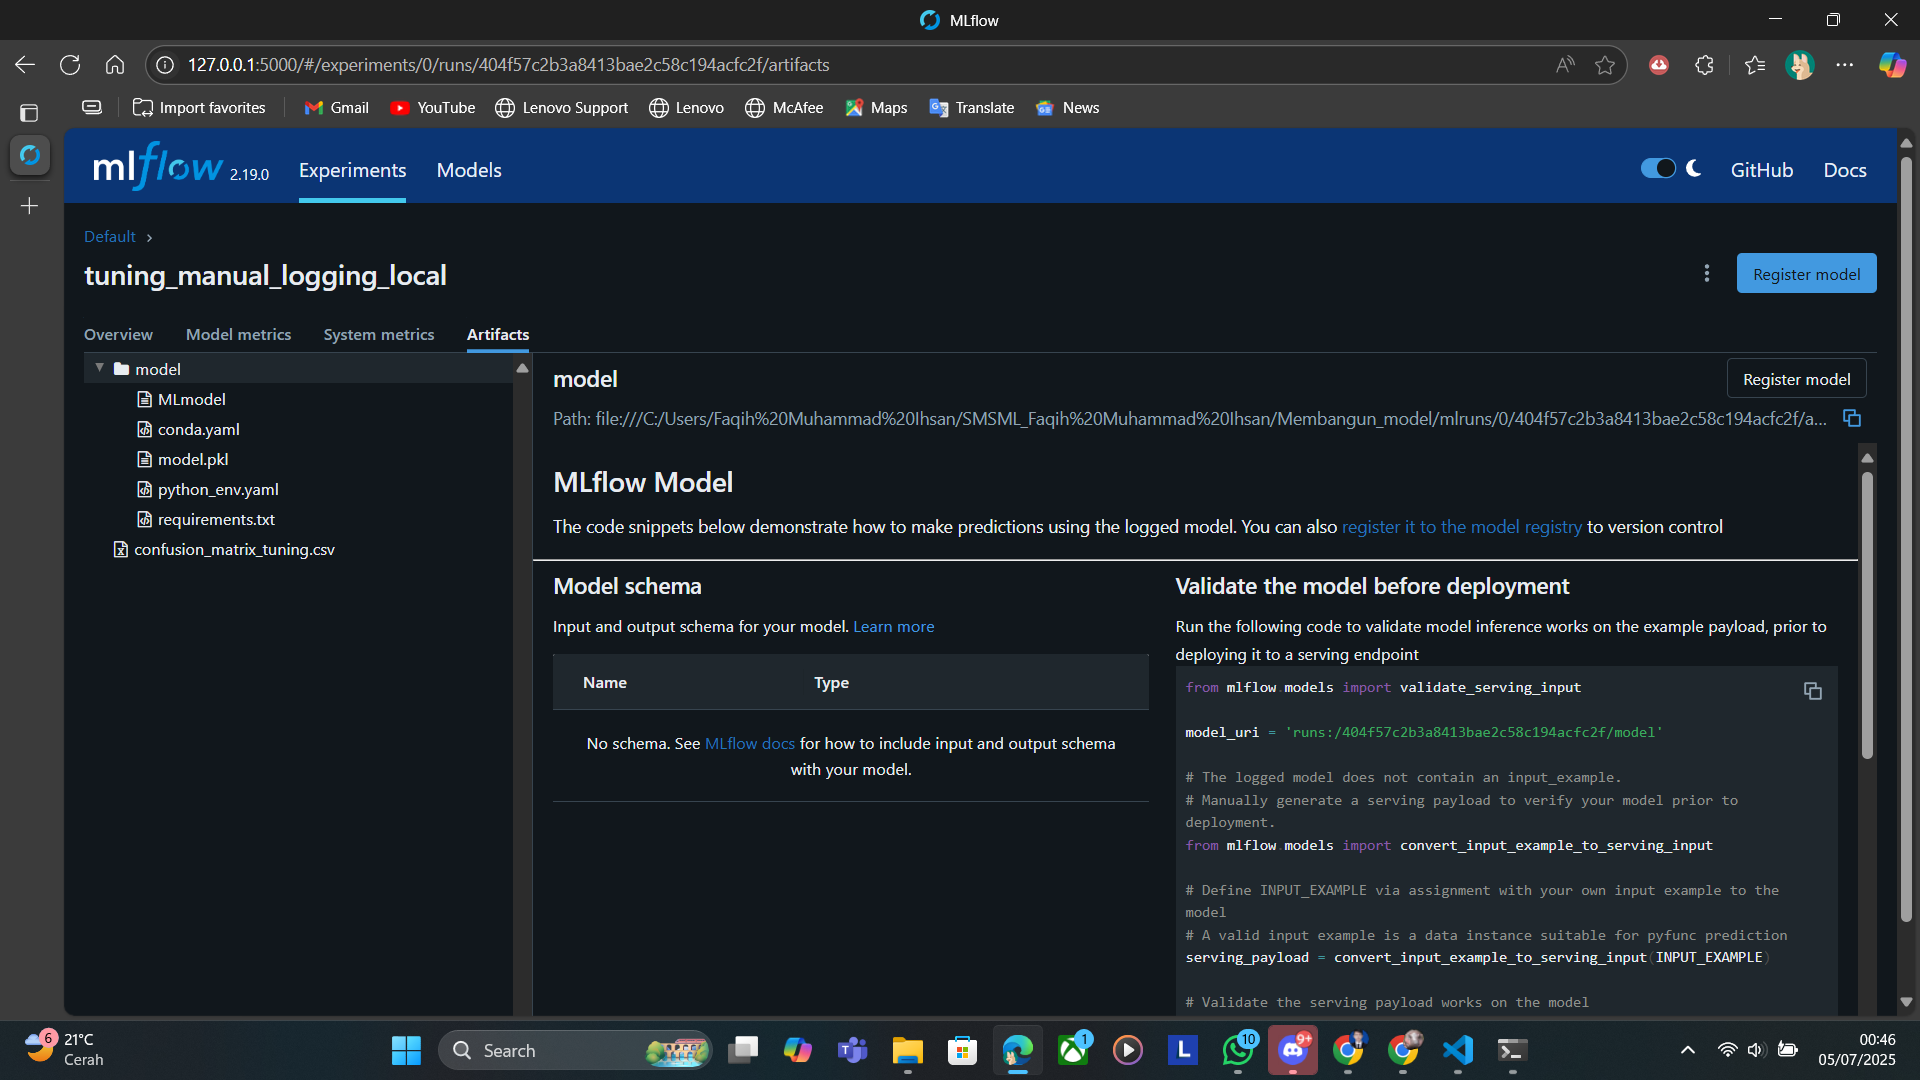 MLflow
127.0.0.1:5000/#/experiments/0/runs/404f57c2b3a8413bae2c58c194acfc2f/artifacts
Import favorites
Gmail
YouTube
Lenovo Support
Lenovo
McAfee
Maps
Translate
News
mlflow 2.19.0
Experiments
Models
GitHub
Docs
Default
tuning_manual_logging_local
Register model
Overview
Model metrics
System metrics
Artifacts
model
MLmodel
conda.yaml
model.pkl
python_env.yaml
requirements.txt
confusion_matrix_tuning.csv
model
Register model
Path: file:///C:/Users/Faqih%20Muhammad%20Ihsan/SMSML_Faqih%20Muhammad%20Ihsan/Membangun_model/mlruns/0/404f57c2b3a8413bae2c58c194acfc2f/a...
MLflow Model
The code snippets below demonstrate how to make predictions using the logged model. You can also register it to the model registry to version control
Model schema
Input and output schema for your model. Learn more
Name Type
No schema. See MLflow docs for how to include input and output schema
with your model.
Validate the model before deployment
Run the following code to validate model inference works on the example payload, prior to
deploying it to a serving endpoint
from mlflow.models import validate_serving_input
model_uri = 'runs:/404f57c2b3a8413bae2c58c194acfc2f/model'
# The logged model does not contain an input_example.
# Manually generate a serving payload to verify your model prior to
deployment.
from mlflow.models import convert_input_example_to_serving_input
# Define INPUT_EXAMPLE via assignment with your own input example to the
model
# A valid input example is a data instance suitable for pyfunc prediction
serving_payload = convert_input_example_to_serving_input(INPUT_EXAMPLE)
# Validate the serving payload works on the model
6
21°C
Cerah
Search
1
L
10
9+
00:46
05/07/2025